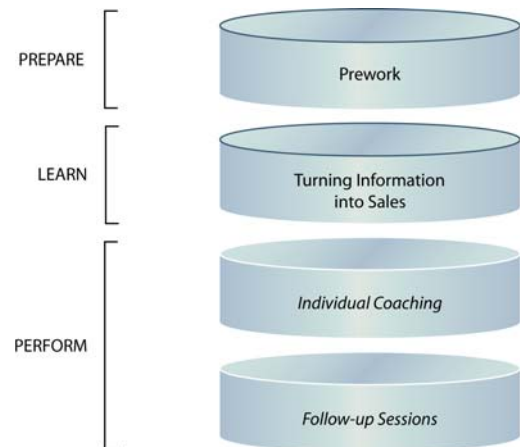 PREPARE
Prework
LEARN
Turning Information
into Sales
Individual Coaching
PERFORM
Follow-up Sessions